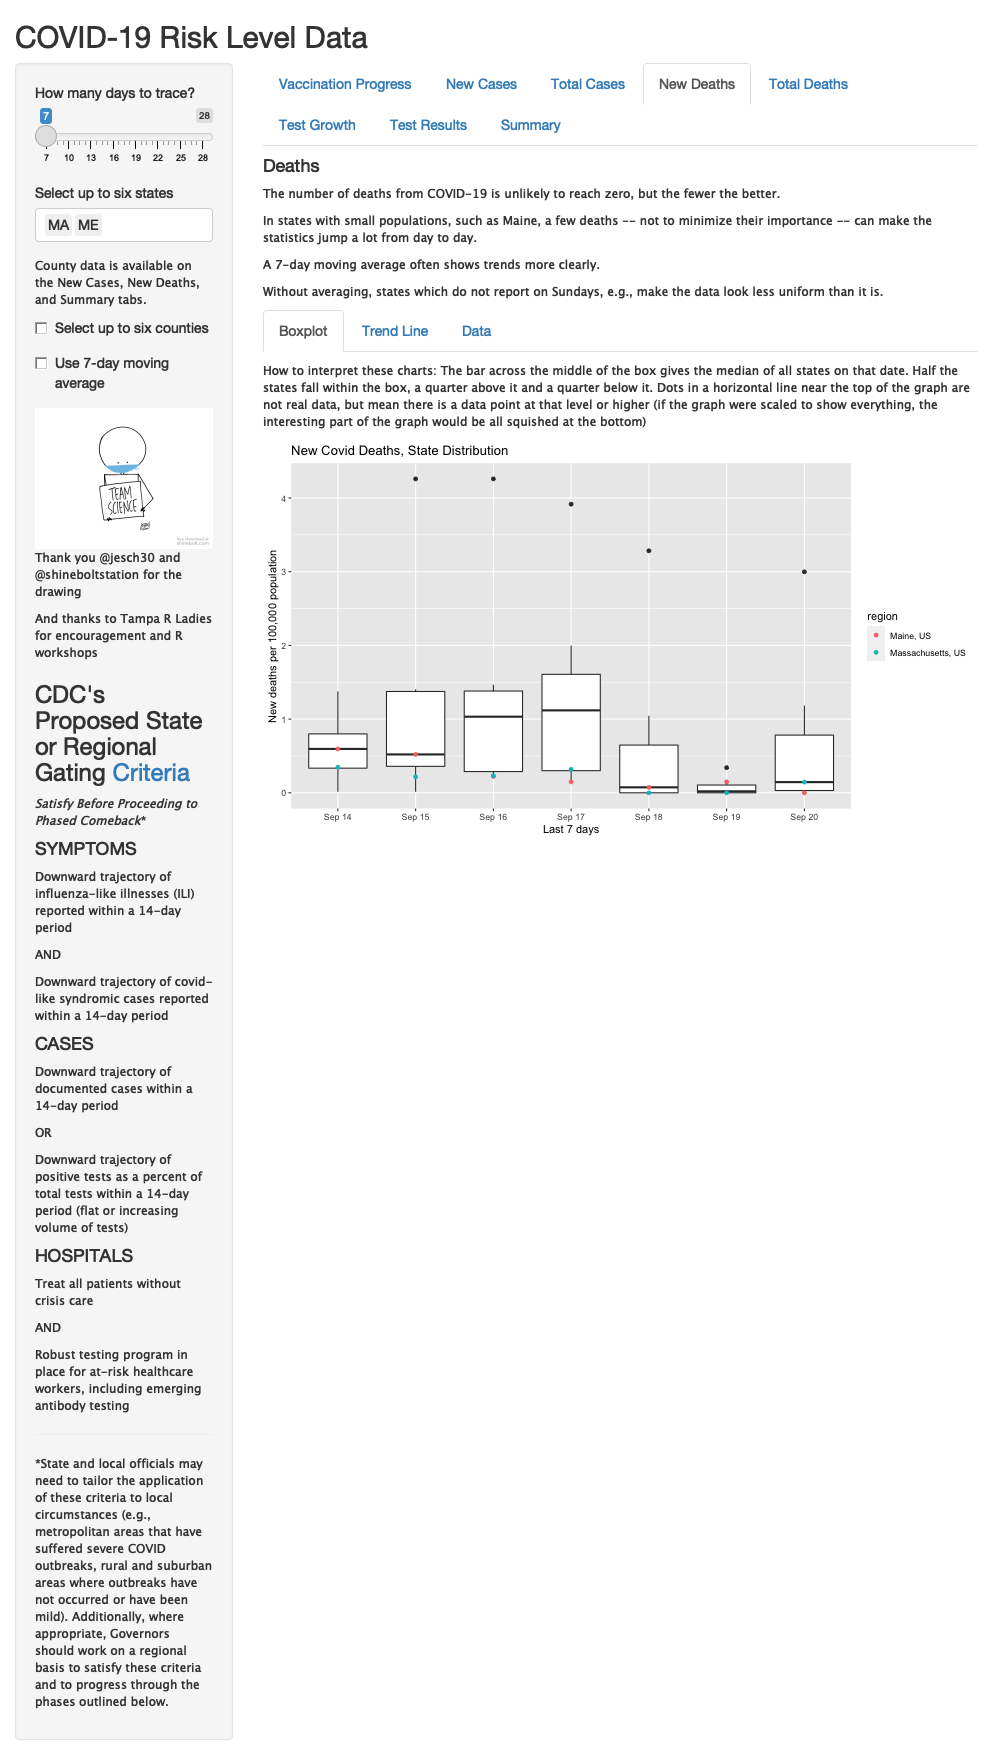 COVID-19 Risk Level Data
How many days to trace?
7
28
7 10 13 16 19 22 25 28
Select up to six states
MA ME
County data is available on
the New Cases, New Deaths,
and Summary tabs.
Select up to six counties
Use 7-day moving
average
TEAM
SCIENCE
free download at
shinebolt.com
Thank you @jesch30 and
@shineboltstation for the
drawing
And thanks to Tampa R Ladies
for encouragement and R
workshops
CDC's
Proposed State
or Regional
Gating Criteria
Satisfy Before Proceeding to
Phased Comeback*
SYMPTOMS
Downward trajectory of
influenza-like illnesses (ILI)
reported within a 14-day
period
AND
Downward trajectory of covid-
like syndromic cases reported
within a 14-day period
CASES
Downward trajectory of
documented cases within a
14-day period
OR
Downward trajectory of
positive tests as a percent of
total tests within a 14-day
period (flat or increasing
volume of tests)
HOSPITALS
Treat all patients without
crisis care
AND
Robust testing program in
place for at-risk healthcare
workers, including emerging
antibody testing
*State and local officials may
need to tailor the application
of these criteria to local
circumstances (e.g.,
metropolitan areas that have
suffered severe COVID
outbreaks, rural and suburban
areas where outbreaks have
not occurred or have been
mild). Additionally, where
appropriate, Governors
should work on a regional
basis to satisfy these criteria
and to progress through the
phases outlined below.
Vaccination Progress New Cases Total Cases New Deaths Total Deaths
Test Growth Test Results Summary
Deaths
The number of deaths from COVID-19 is unlikely to reach zero, but the fewer the better.
In states with small populations, such as Maine, a few deaths -- not to minimize their importance -- can make the
statistics jump a lot from day to day.
A 7-day moving average often shows trends more clearly.
Without averaging, states which do not report on Sundays, e.g., make the data look less uniform than it is.
Boxplot Trend Line Data
How to interpret these charts: The bar across the middle of the box gives the median of all states on that date. Half the
states fall within the box, a quarter above it and a quarter below it. Dots in a horizontal line near the top of the graph are
not real data, but mean there is a data point at that level or higher (if the graph were scaled to show everything, the
interesting part of the graph would be all squished at the bottom)
New Covid Deaths, State Distribution
New deaths per 100,000 population
4
3
2
1
0
Sep 14 Sep 15 Sep 16 Sep 17 Sep 18 Sep 19 Sep 20
Last 7 days
region
Maine, US
Massachusetts, US